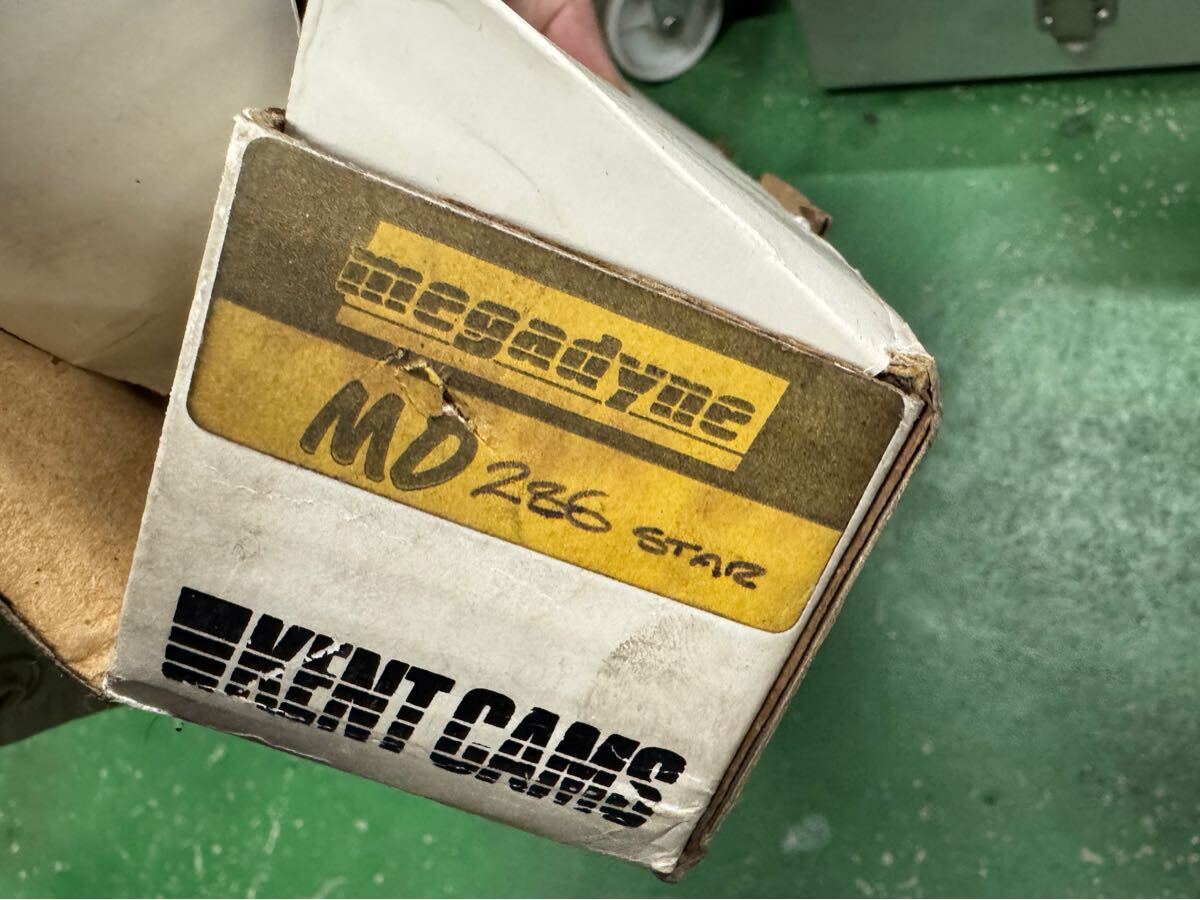 megadyne
MD 286 STAR
KENT CAMS